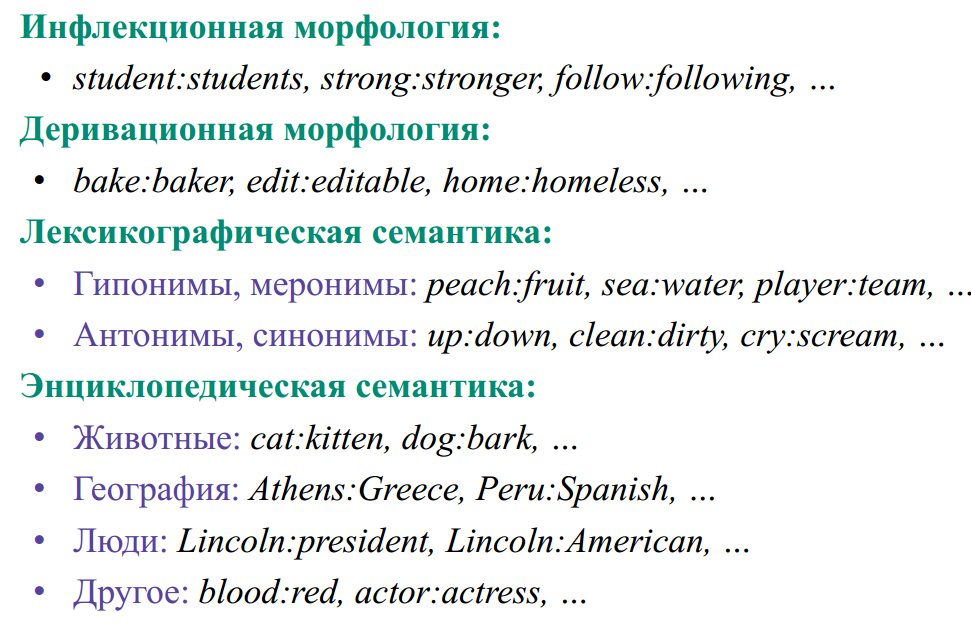 Инфлекционная морфология:
• student:students, strong:stronger, follow:following, …
Деривационная морфология:
• bake:baker, edit:editable, home:homeless, …
Лексикографическая семантика:
• Гипонимы, меронимы: peach:fruit, sea:water, player:team, …
• Антонимы, синонимы: up:down, clean:dirty, cry:scream, …
Энциклопедическая семантика:
• Животные: cat:kitten, dog:bark, …
• География: Athens:Greece, Peru:Spanish, …
• Люди: Lincoln:president, Lincoln:American, …
• Другое: blood:red, actor:actress, …